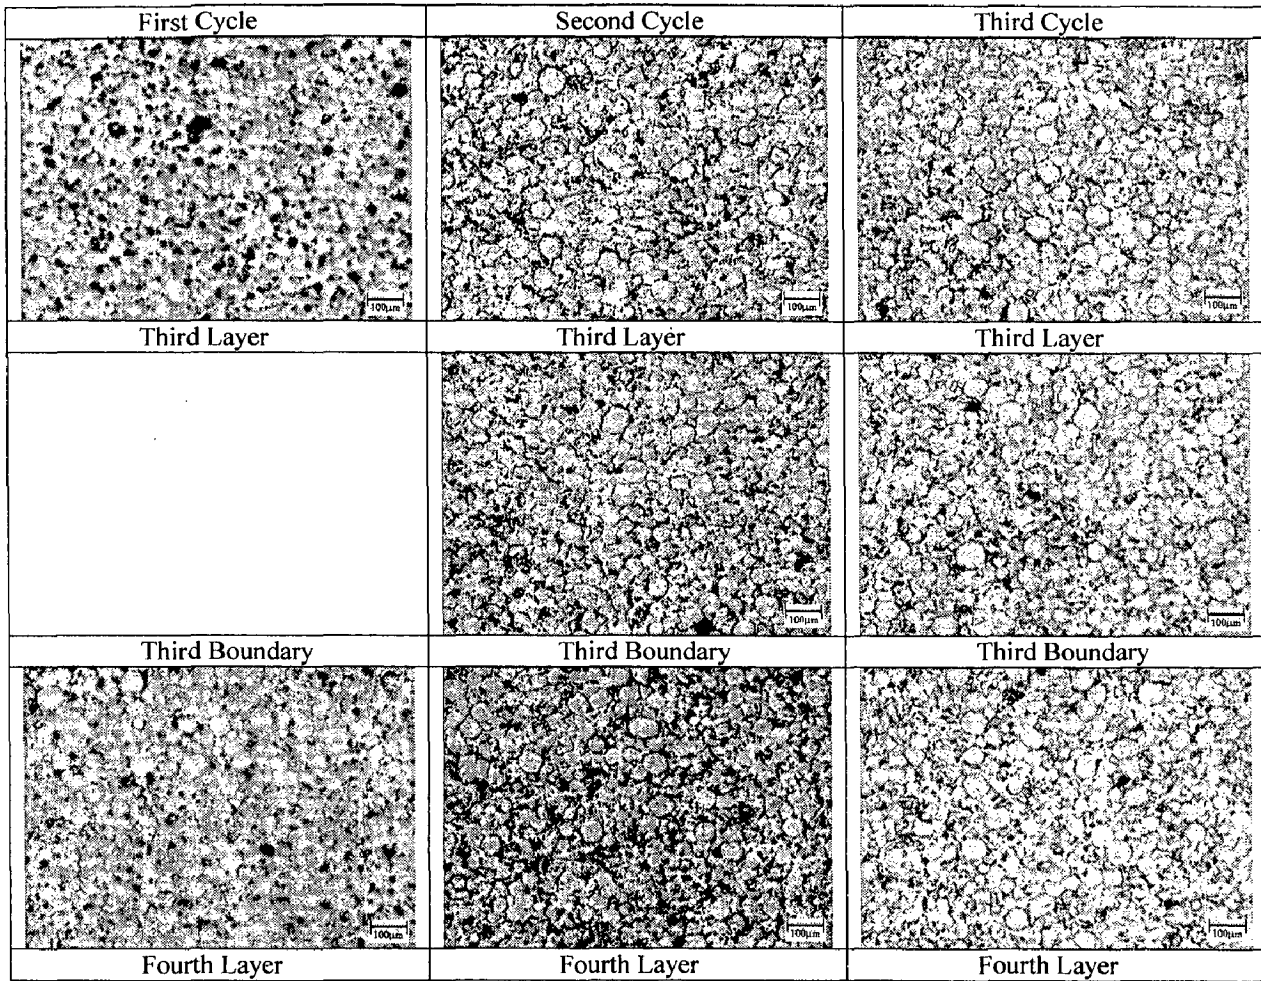 First Cycle Second Cycle Third Cycle
100μm 100μm 100μm
Third Layer Third Layer Third Layer
100μm 100μm
Third Boundary Third Boundary Third Boundary
100μm 100μm 100μm
Fourth Layer Fourth Layer Fourth Layer